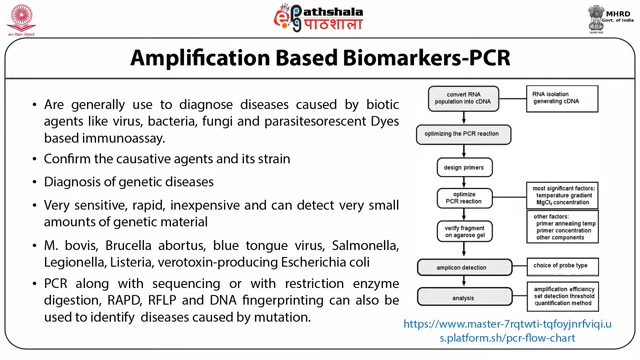 ePathshala
पाठशाला
MHRD
Govt. of India
Amplification Based Biomarkers-PCR
• Are generally use to diagnose diseases caused by biotic
agents like virus, bacteria, fungi and parasitesorescent Dyes
based immunoassay.
• Confirm the causative agents and its strain
• Diagnosis of genetic diseases
• Very sensitive, rapid, inexpensive and can detect very small
amounts of genetic material
• M. bovis, Brucella abortus, blue tongue virus, Salmonella,
Legionella, Listeria, verotoxin-producing Escherichia coli
• PCR along with sequencing or with restriction enzyme
digestion, RAPD, RFLP and DNA fingerprinting can also be
used to identify diseases caused by mutation.
convert RNA
population into cDNA
RNA isolation
generating cDNA
optimizing the PCR reaction
design primers
optimize
PCR reaction
most significant factors:
temperature gradient
MgCl₂ concentration
other factors:
primer annealing temp
primer concentration
other components
verify fragment
on agarose gel
amplicon detection
choice of probe type
analysis
amplification efficiency
set detection threshold
quantification method
https://www.master-7rqtwti-tqfoyjnrfviqi.u
s.platform.sh/pcr-flow-chart